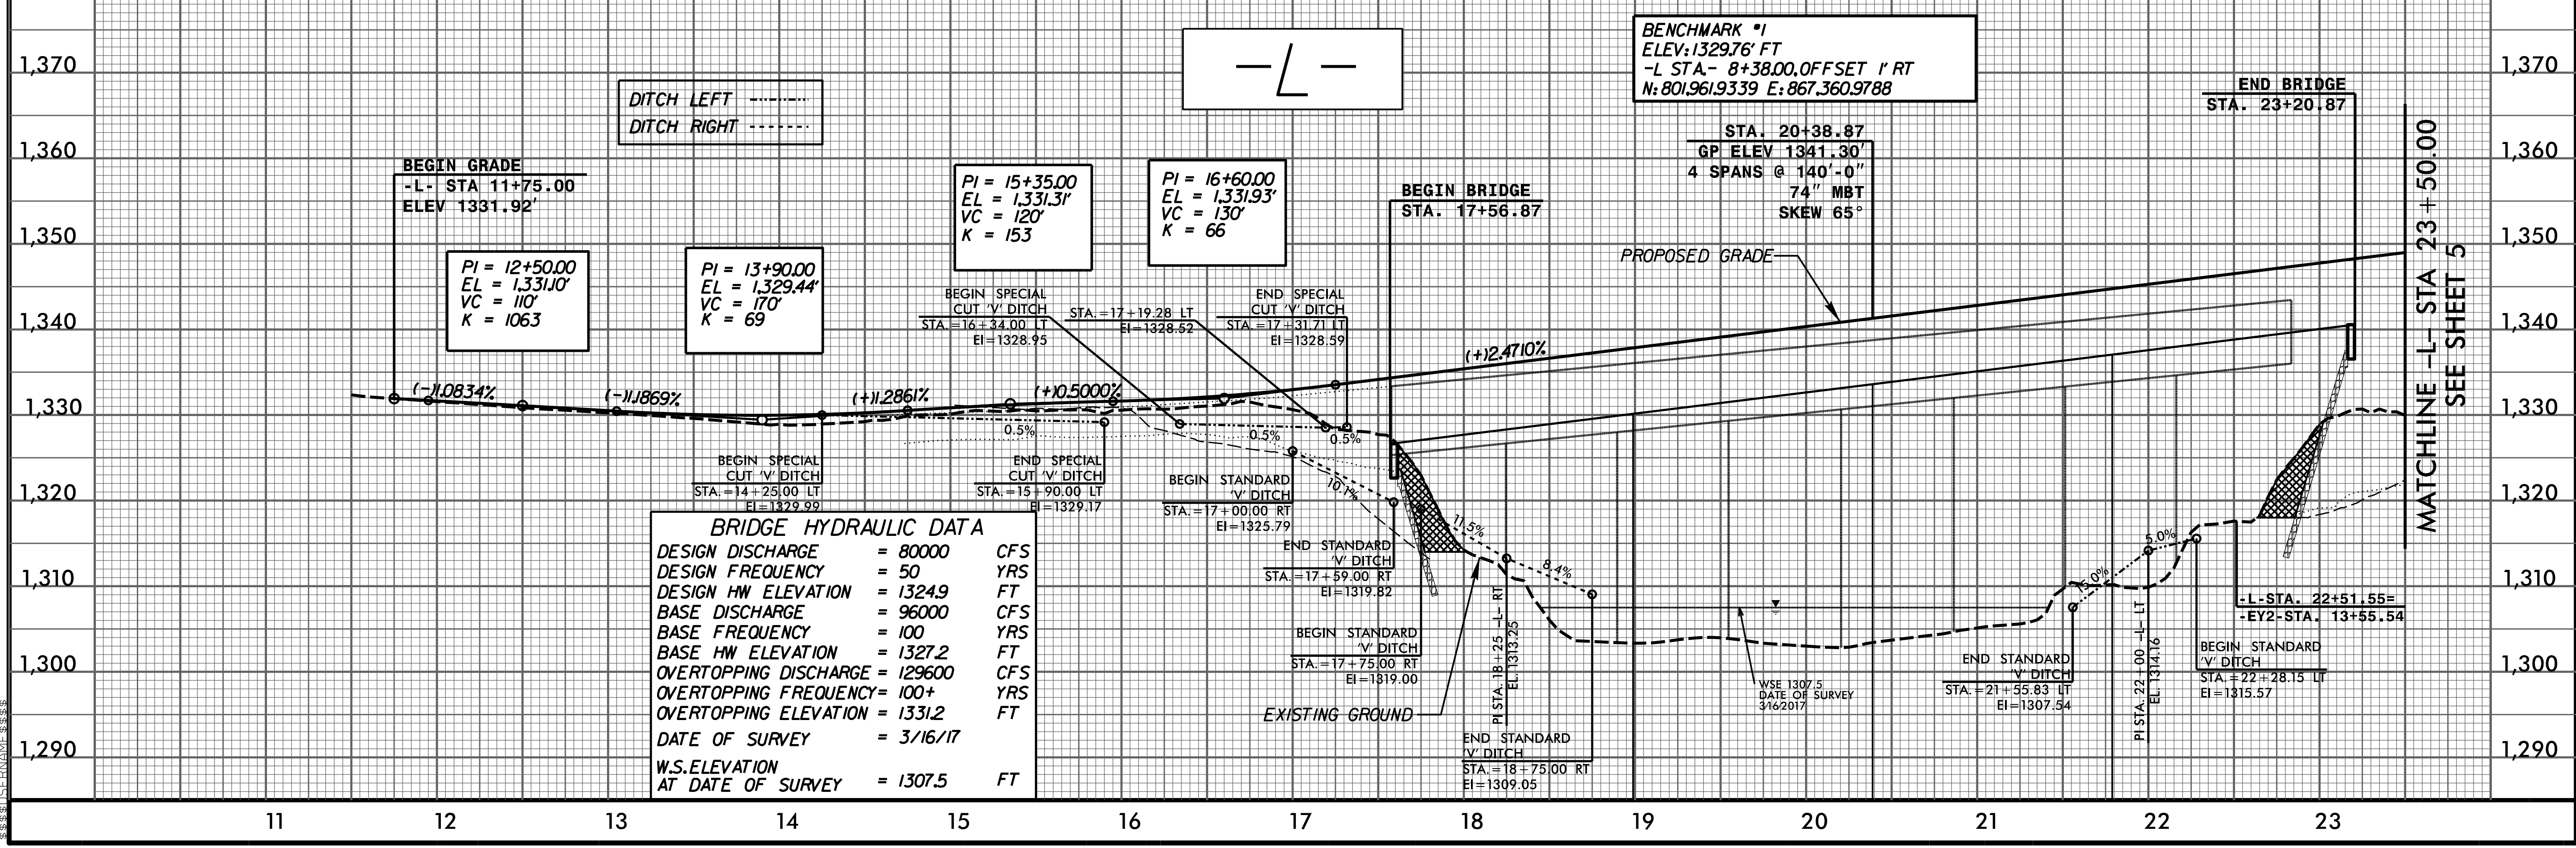 1,370
1,360
1,350
1,340
1,330
1,320
1,310
1,300
1,290
DITCH LEFT
DITCH RIGHT
-L-
BENCHMARK #1
ELEV: 1329.76' FT
-L STA.- 8+38.00, OFFSET 1' RT
N: 801,961.9339 E: 867,360.9788
END BRIDGE
STA. 23+20.87
BEGIN GRADE
-L- STA 11+75.00
ELEV 1331.92'
PI = 12+50.00
EL = 1,331.10'
VC = 110'
K = 1063
PI = 13+90.00
EL = 1,329.44'
VC = 170'
K = 69
PI = 15+35.00
EL = 1,331.31'
VC = 120'
K = 153
PI = 16+60.00
EL = 1,331.93'
VC = 130'
K = 66
BEGIN BRIDGE
STA. 17+56.87
STA. 20+38.87
GP ELEV 1341.30'
4 SPANS @ 140'-0"
74" MBT
SKEW 65°
PROPOSED GRADE
BEGIN SPECIAL
CUT 'V' DITCH
STA.=16+34.00 LT
El=1328.95
STA.=17+19.28 LT
El=1328.52
END SPECIAL
CUT 'V' DITCH
STA.=17+31.71 LT
El=1328.59
(-)1.0834%
(-)1.1869%
(+)1.2861%
(+)0.5000%
(+)2.4710%
0.5%
0.5%
0.5%
10.1%
11.5%
8.4%
15.0%
5.0%
BEGIN SPECIAL
CUT 'V' DITCH
STA.=14+25.00 LT
El=1329.99
END SPECIAL
CUT 'V' DITCH
STA.=15+90.00 LT
El=1329.17
BEGIN STANDARD
'V' DITCH
STA.=17+00.00 RT
El=1325.79
END STANDARD
'V' DITCH
STA.=17+59.00 RT
El=1319.82
BEGIN STANDARD
'V' DITCH
STA.=17+75.00 RT
El=1319.00
EXISTING GROUND
PI STA. 18+25 -L- RT
EL. 1313.25
END STANDARD
'V' DITCH
STA.=18+75.00 RT
El=1309.05
WSE 1307.5
DATE OF SURVEY
3/16/2017
END STANDARD
'V' DITCH
STA.=21+55.83 LT
El=1307.54
PI STA. 22+00 -L- LT
EL. 1314.16
BEGIN STANDARD
'V' DITCH
STA.=22+28.15 LT
El=1315.57
-L-STA. 22+51.55=
-EY2-STA. 13+55.54
MATCHLINE -L- STA 23+50.00
SEE SHEET 5
BRIDGE HYDRAULIC DATA
DESIGN DISCHARGE = 80000 CFS
DESIGN FREQUENCY = 50 YRS
DESIGN HW ELEVATION = 1324.9 FT
BASE DISCHARGE = 96000 CFS
BASE FREQUENCY = 100 YRS
BASE HW ELEVATION = 1327.2 FT
OVERTOPPING DISCHARGE = 129600 CFS
OVERTOPPING FREQUENCY= 100+ YRS
OVERTOPPING ELEVATION = 1331.2 FT
DATE OF SURVEY = 3/16/17
W.S.ELEVATION
AT DATE OF SURVEY = 1307.5 FT
1,370
1,360
1,350
1,340
1,330
1,320
1,310
1,300
1,290
11 12 13 14 15 16 17 18 19 20 21 22 23